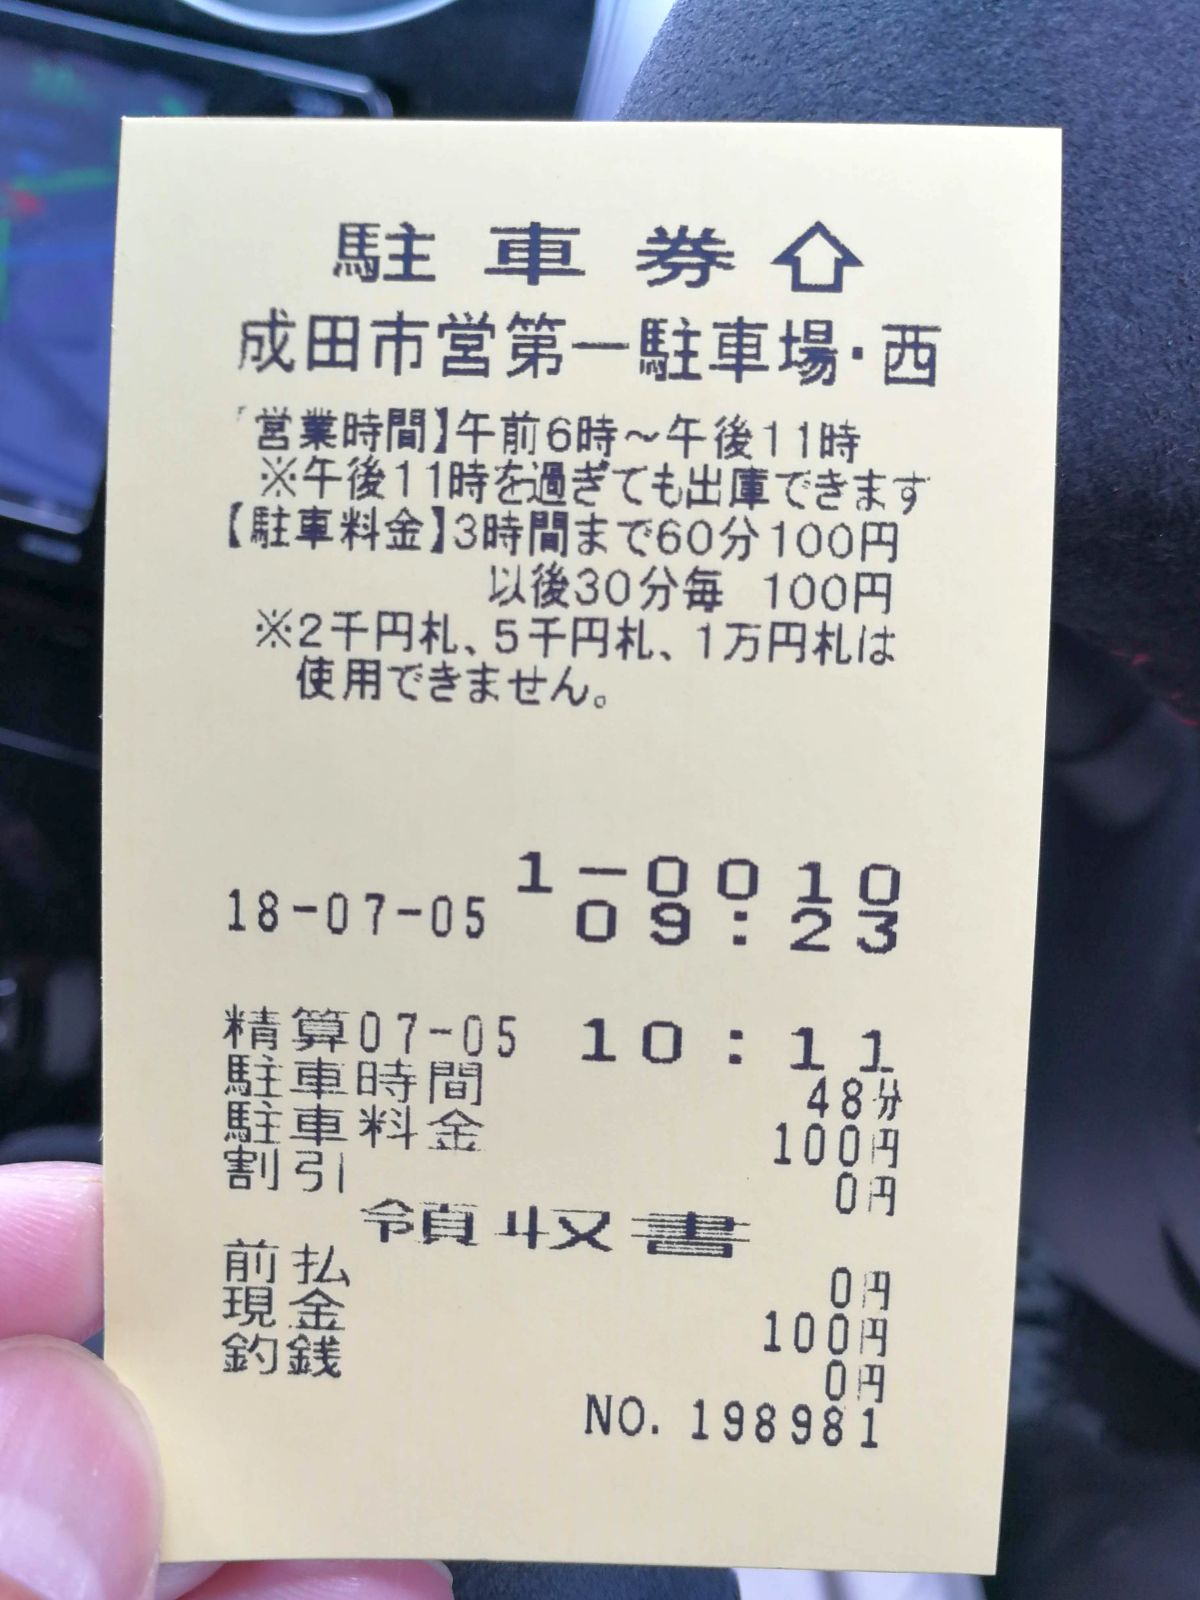 駐車券⇧
成田市営第一駐車場・西
【営業時間】午前6時～午後11時
※午後11時を過ぎても出庫できます
【駐車料金】3時間まで60分100円
以後30分毎 100円
※2千円札、5千円札、1万円札は
使用できません。
1-0010
18-07-05 09:23
精算07-05 10:11
駐車時間 48分
駐車料金 100円
割引 0円
領収書
前払 0円
現金 100円
釣銭 0円
NO. 198981